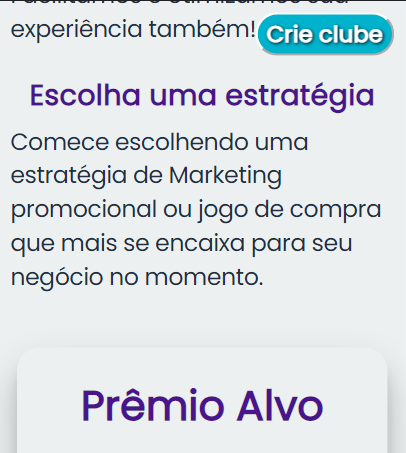 experiência também!
Crie clube
Escolha uma estratégia
Comece escolhendo uma
estratégia de Marketing
promocional ou jogo de compra
que mais se encaixa para seu
negócio no momento.
Prêmio Alvo